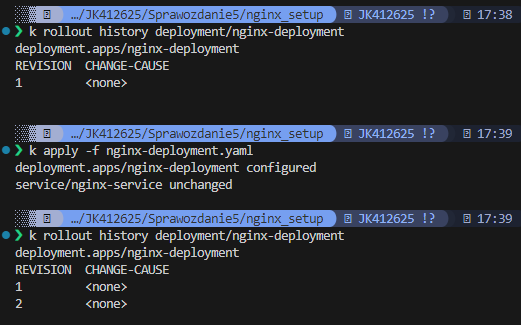 …/JK412625/Sprawozdanie5/nginx_setup JK412625 !? 17:38
❯ k rollout history deployment/nginx-deployment
deployment.apps/nginx-deployment
REVISION CHANGE-CAUSE
1 <none>
…/JK412625/Sprawozdanie5/nginx_setup JK412625 !? 17:39
❯ k apply -f nginx-deployment.yaml
deployment.apps/nginx-deployment configured
service/nginx-service unchanged
…/JK412625/Sprawozdanie5/nginx_setup JK412625 !? 17:39
❯ k rollout history deployment/nginx-deployment
deployment.apps/nginx-deployment
REVISION CHANGE-CAUSE
1 <none>
2 <none>